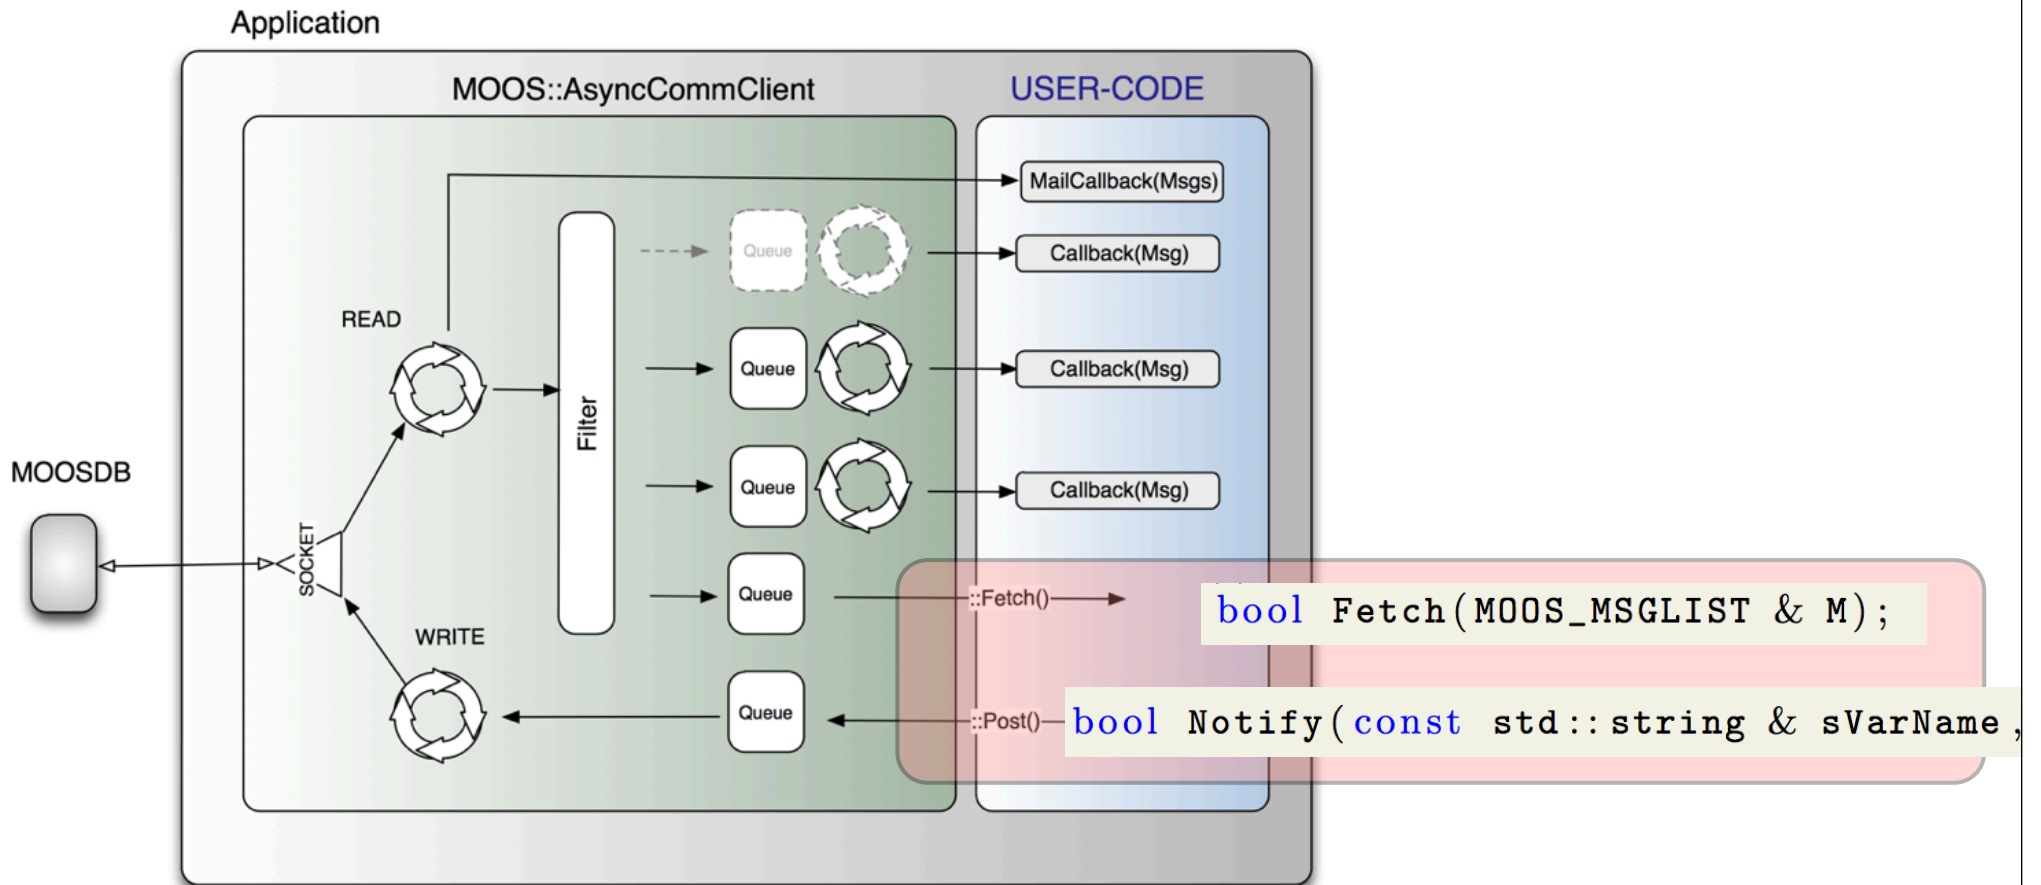 Application
MOOS::AsyncCommClient
USER-CODE
MailCallback(Msgs)
Queue
Callback(Msg)
READ
Queue
Callback(Msg)
Filter
MOOSDB
Queue
Callback(Msg)
SOCKET
Queue
::Fetch()
bool Fetch(MOOS_MSGLIST & M);
WRITE
Queue
::Post()
bool Notify(const std::string & sVarName,